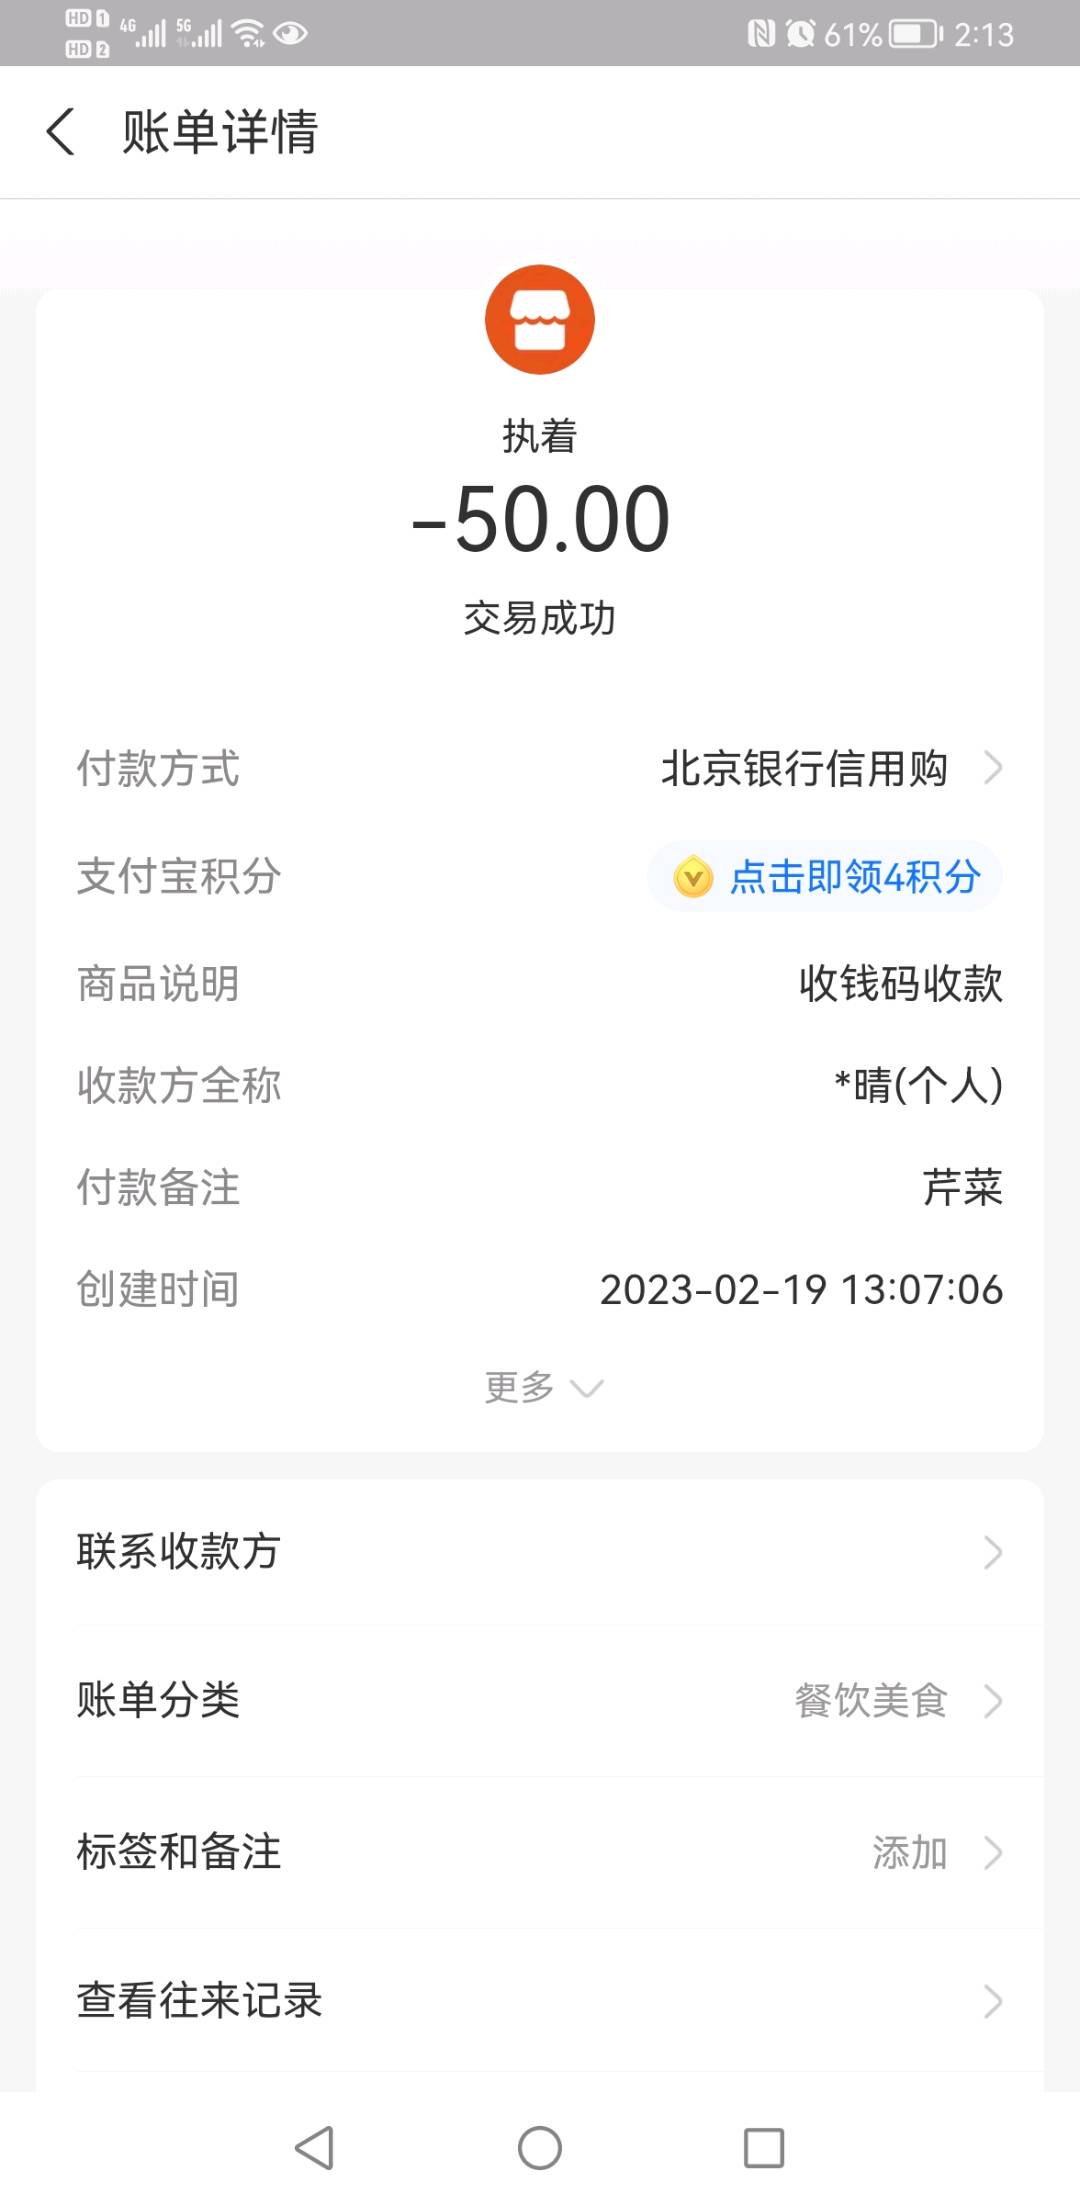 HD 1 4G 5G 61% 2:13
HD 2
账单详情
执着
-50.00
交易成功
付款方式 北京银行信用购
支付宝积分 点击即领4积分
商品说明 收钱码收款
收款方全称 *晴(个人)
付款备注 芹菜
创建时间 2023-02-19 13:07:06
更多
联系收款方
账单分类 餐饮美食
标签和备注 添加
查看往来记录